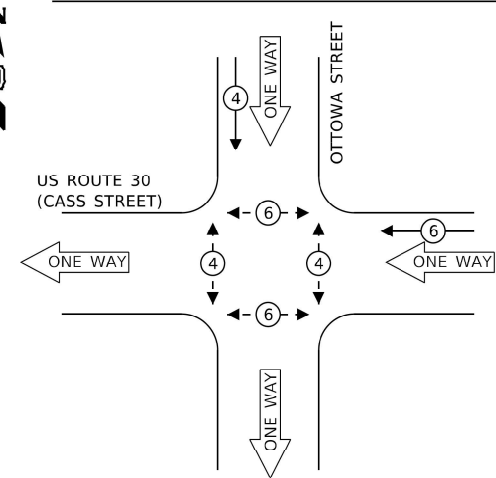 ONE WAY
OTTOWA STREET
4
US ROUTE 30
(CASS STREET)
6
6
ONE WAY
4
4
ONE WAY
6
ONE WAY